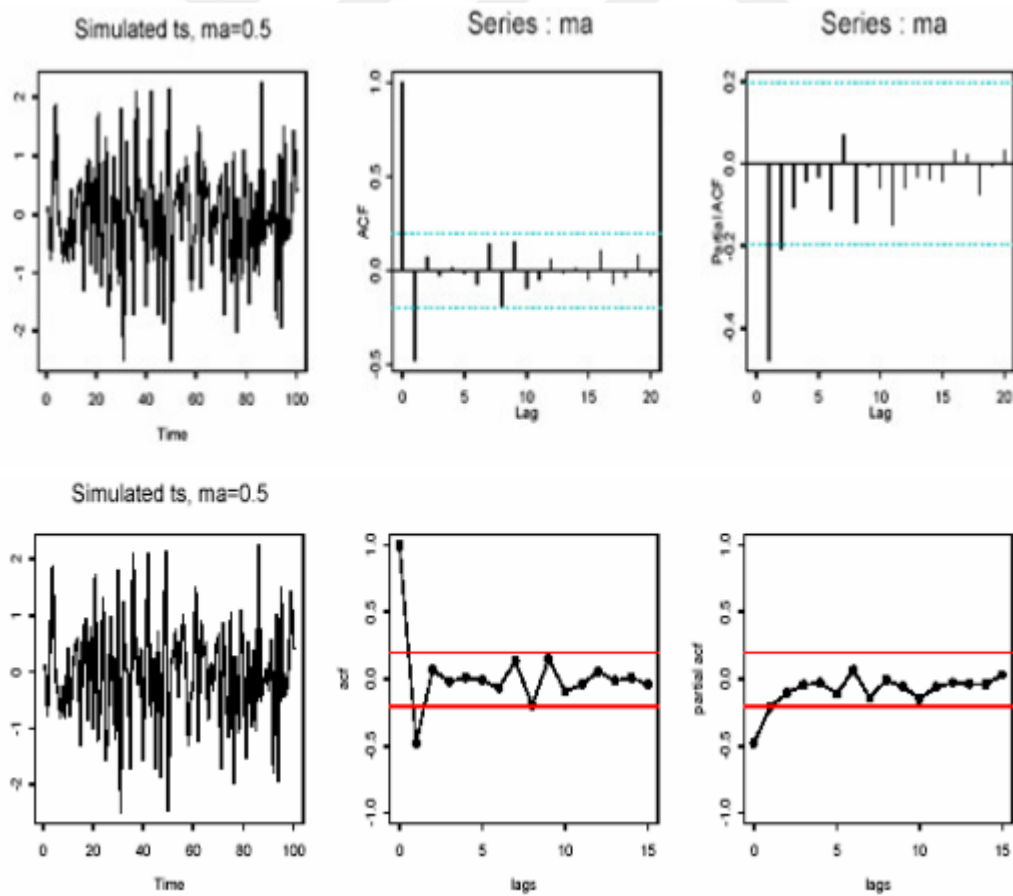 Simulated ts, ma=0.5
2
1
0
-1
-2
0 20 40 60 80 100
Time
Series : ma
ACF
1.0
0.5
0.0
-0.5
0 5 10 15 20
Lag
Series : ma
Partial ACF
0.2
0.0
-0.2
-0.4
0 5 10 15 20
Lag
Simulated ts, ma=0.5
2
1
0
-1
-2
0 20 40 60 80 100
Time
acf
1.0
0.5
0.0
-0.5
-1.0
0 5 10 15
lags
partial acf
1.0
0.5
0.0
-0.5
-1.0
0 5 10 15
lags